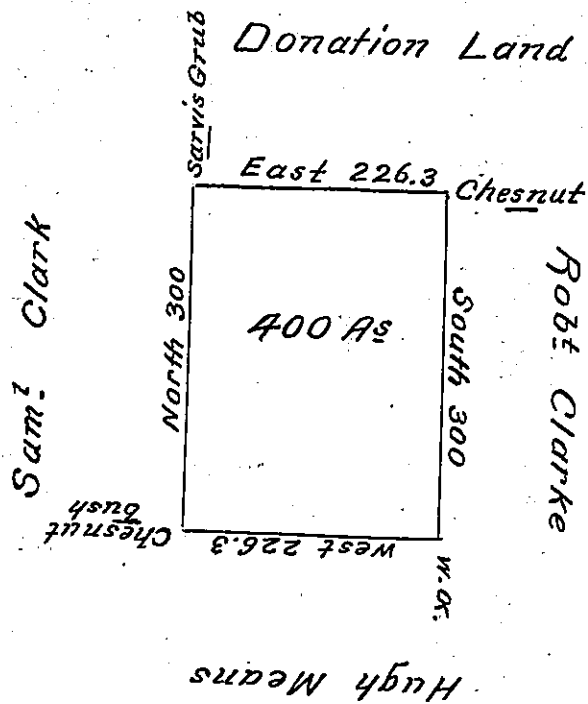 Donation Land
Sarvis Grub
East 226.3
Chesnut
Samˡ Clark
North 300
400 As
South 300
Robt Clarke
Chesnut
bush
West 226.3
W.O.
Hugh Means